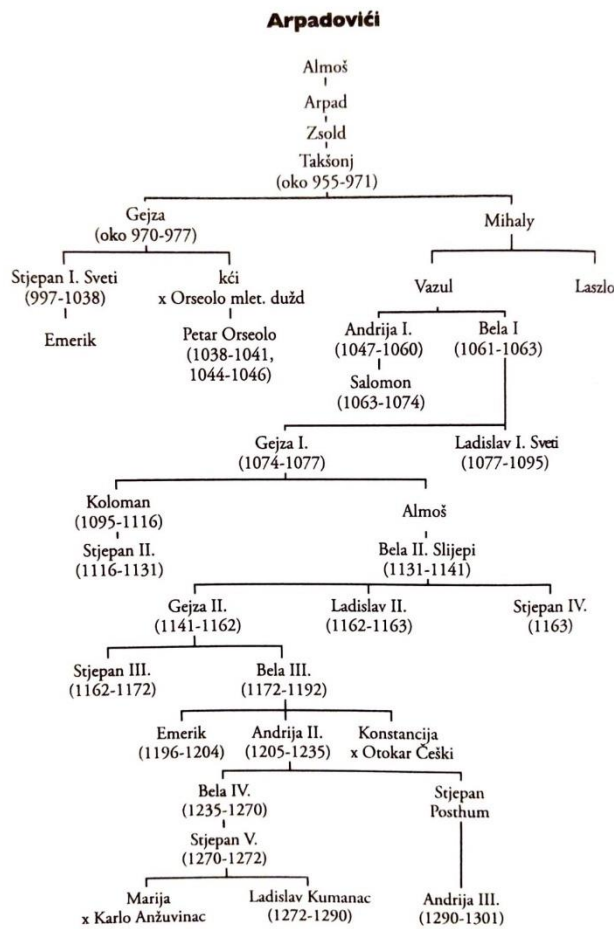 Arpadovići
Almoš
Arpad
Zsold
Takšonj
(oko 955-971)
Gejza
(oko 970-977)
Mihaly
Stjepan I. Sveti
(997-1038)
kći
x Orseolo mlet. dužd
Vazul
Laszlo
Emerik
Petar Orseolo
(1038-1041,
1044-1046)
Andrija I.
(1047-1060)
Bela I
(1061-1063)
Salomon
(1063-1074)
Gejza I.
(1074-1077)
Ladislav I. Sveti
(1077-1095)
Koloman
(1095-1116)
Almoš
Stjepan II.
(1116-1131)
Bela II. Slijepi
(1131-1141)
Gejza II.
(1141-1162)
Ladislav II.
(1162-1163)
Stjepan IV.
(1163)
Stjepan III.
(1162-1172)
Bela III.
(1172-1192)
Emerik
(1196-1204)
Andrija II.
(1205-1235)
Konstancija
x Otokar Češki
Bela IV.
(1235-1270)
Stjepan
Posthum
Stjepan V.
(1270-1272)
Marija
x Karlo Anžuvinac
Ladislav Kumanac
(1272-1290)
Andrija III.
(1290-1301)